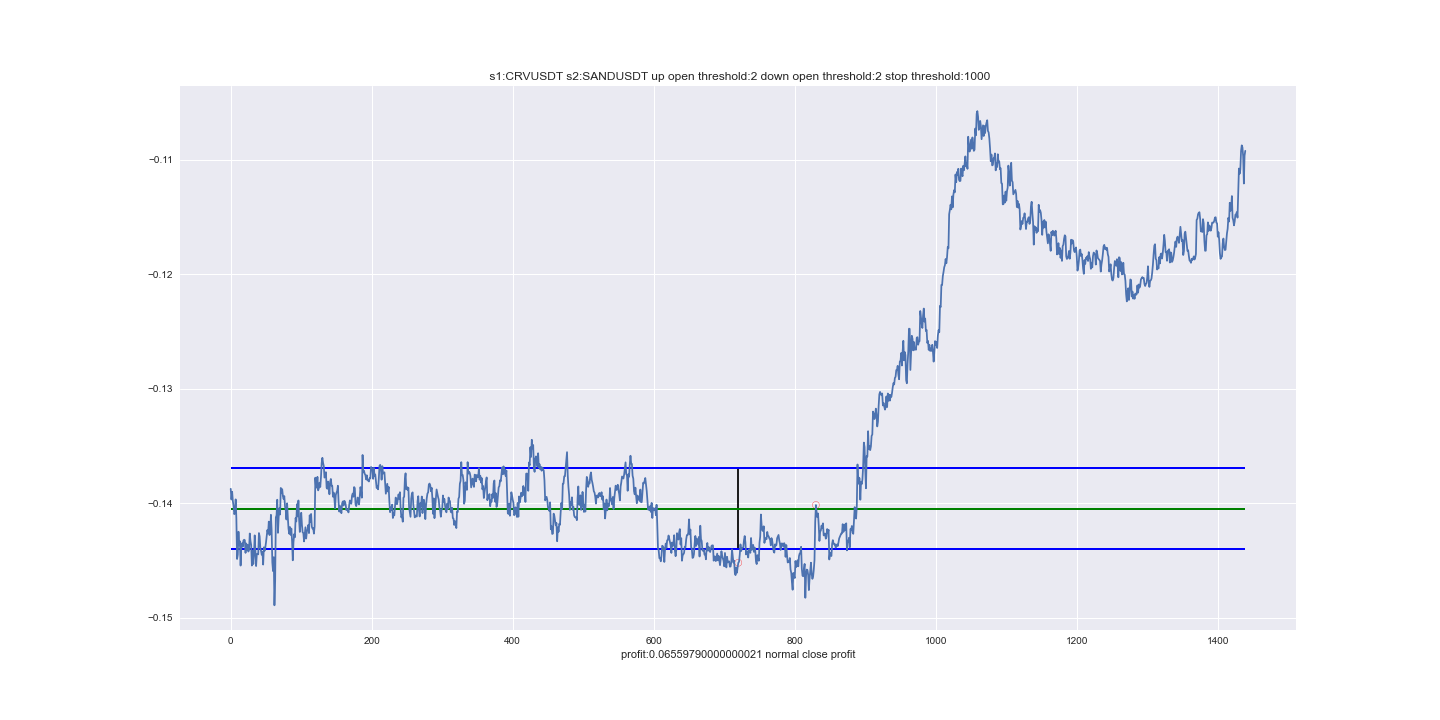 s1:CRVUSDT s2:SANDUSDT up open threshold:2 down open threshold:2 stop threshold:1000
−0.11
−0.12
−0.13
−0.14
−0.15
0 200 400 600 800 1000 1200 1400
profit:0.06559790000000021 normal close profit